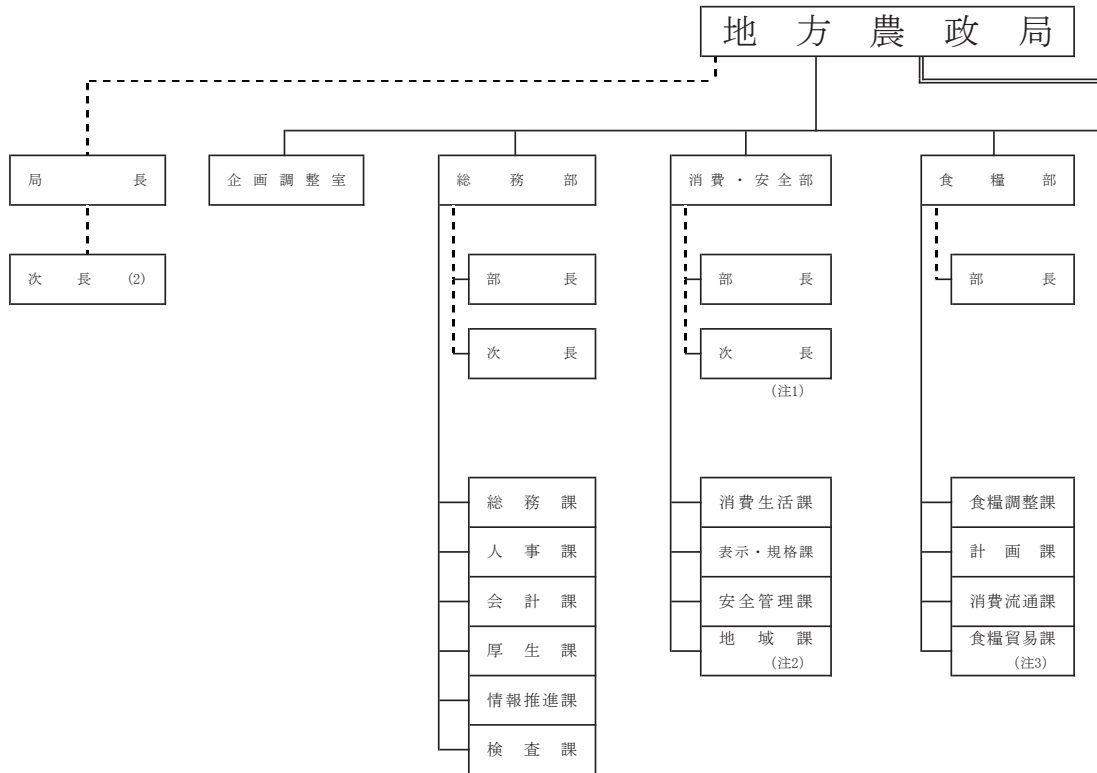 地方農政局
局長
企画調整室
総務部
消費・安全部
食糧部
次長 (2)
部長
部長
部長
次長
次長
(注1)
総務課
消費生活課
食糧調整課
人事課
表示・規格課
計画課
会計課
安全管理課
消費流通課
厚生課
地域課
(注2)
食糧貿易課
(注3)
情報推進課
検査課